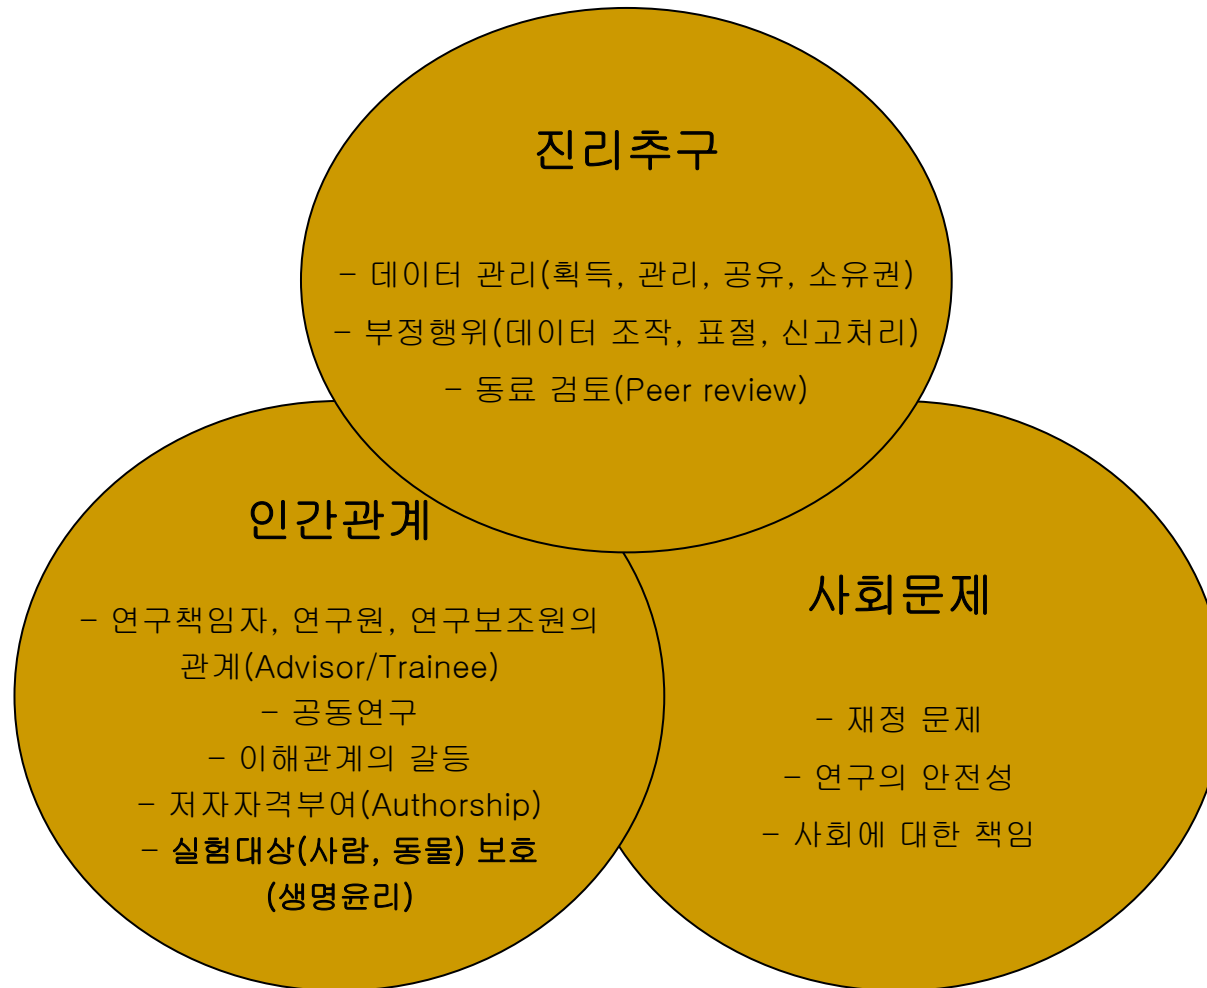 진리추구
- 데이터 관리(획득, 관리, 공유, 소유권)
- 부정행위(데이터 조작, 표절, 신고처리)
- 동료 검토(Peer review)
인간관계
- 연구책임자, 연구원, 연구보조원의
관계(Advisor/Trainee)
- 공동연구
- 이해관계의 갈등
- 저자자격부여(Authorship)
- 실험대상(사람, 동물) 보호
(생명윤리)
사회문제
- 재정 문제
- 연구의 안전성
- 사회에 대한 책임